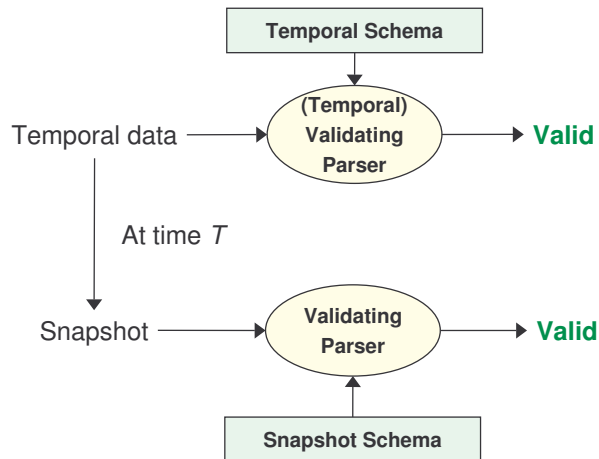 Temporal Schema
(Temporal)
Validating
Parser
Temporal data
Valid
At time T
Snapshot
Validating
Parser
Valid
Snapshot Schema